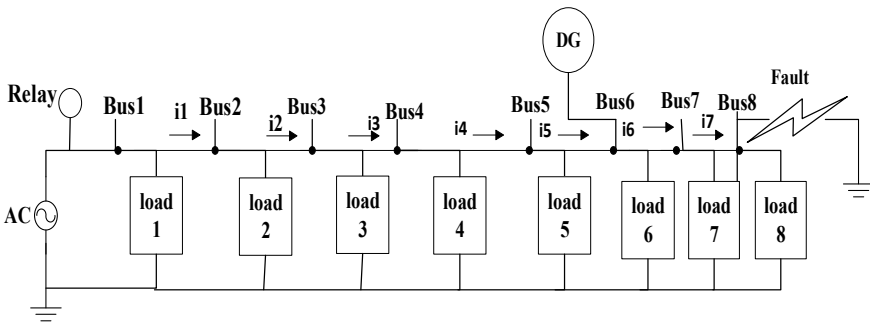 DG
Fault
Relay
Bus1
i1
Bus2
i2
Bus3
i3
Bus4
i4
Bus5
i5
Bus6
i6
Bus7
i7
Bus8
AC
load
1
load
2
load
3
load
4
load
5
load
6
load
7
load
8